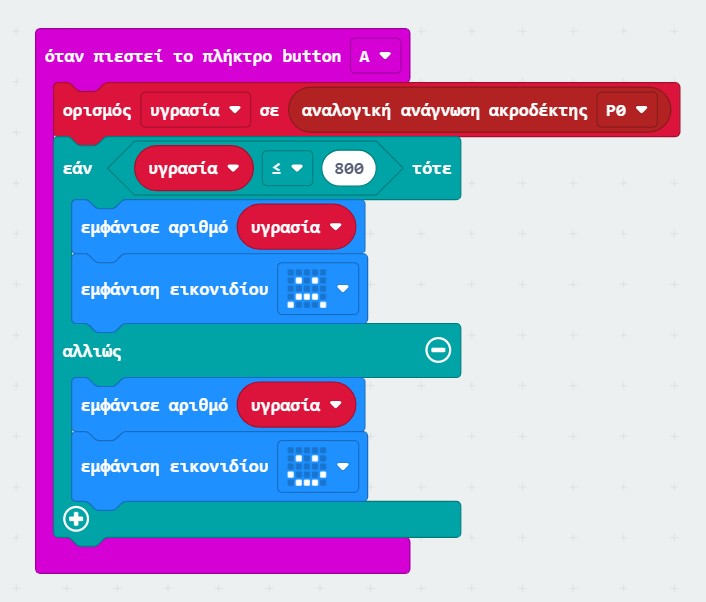 όταν πιεστεί το πλήκτρο button A
ορισμός υγρασία σε αναλογική ανάγνωση ακροδέκτης P0
εάν υγρασία ≤ 800 τότε
εμφάνισε αριθμό υγρασία
εμφάνιση εικονιδίου
αλλιώς
εμφάνισε αριθμό υγρασία
εμφάνιση εικονιδίου